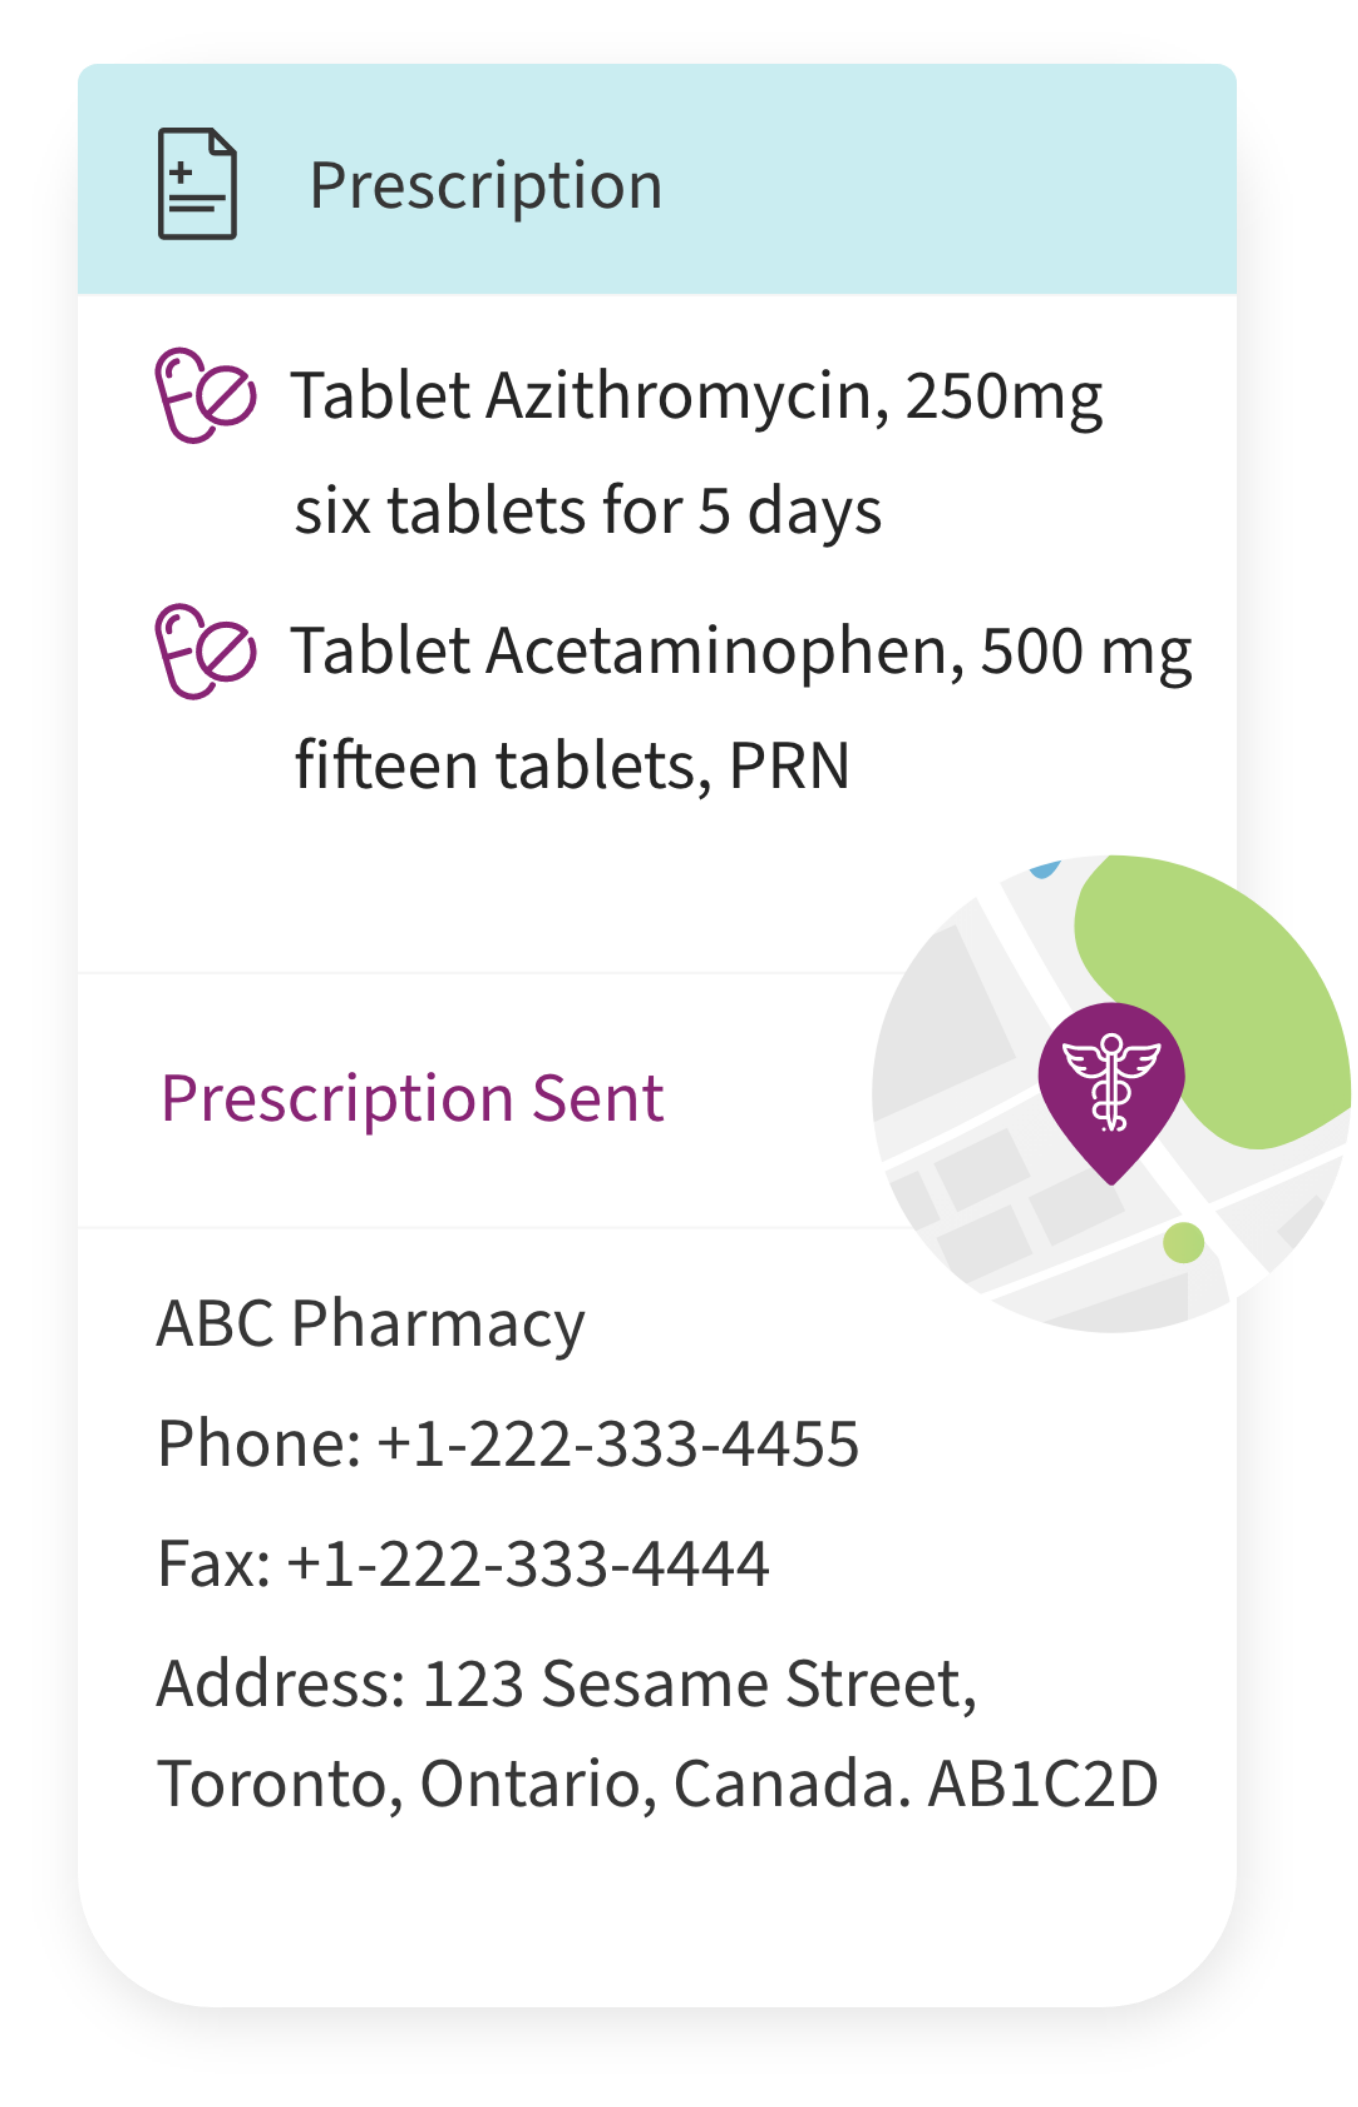 Prescription
Tablet Azithromycin, 250mg
six tablets for 5 days
Tablet Acetaminophen, 500 mg
fifteen tablets, PRN
Prescription Sent
ABC Pharmacy
Phone: +1-222-333-4455
Fax: +1-222-333-4444
Address: 123 Sesame Street,
Toronto, Ontario, Canada. AB1C2D